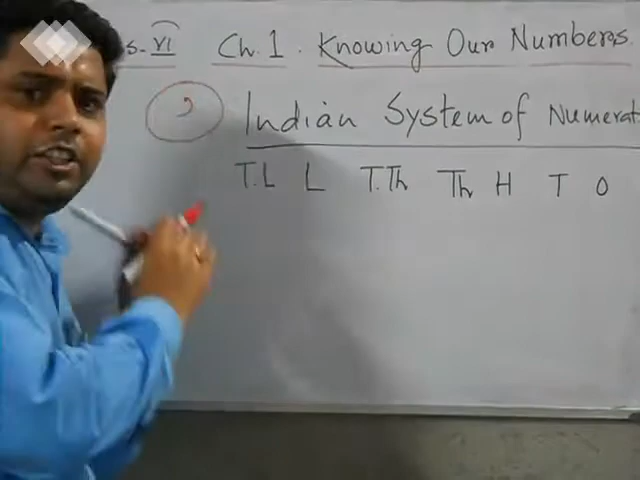 s. VI Ch. 1. Knowing Our Numbers.
, Indian System of Numerat
T.L L T.Th Th H T O